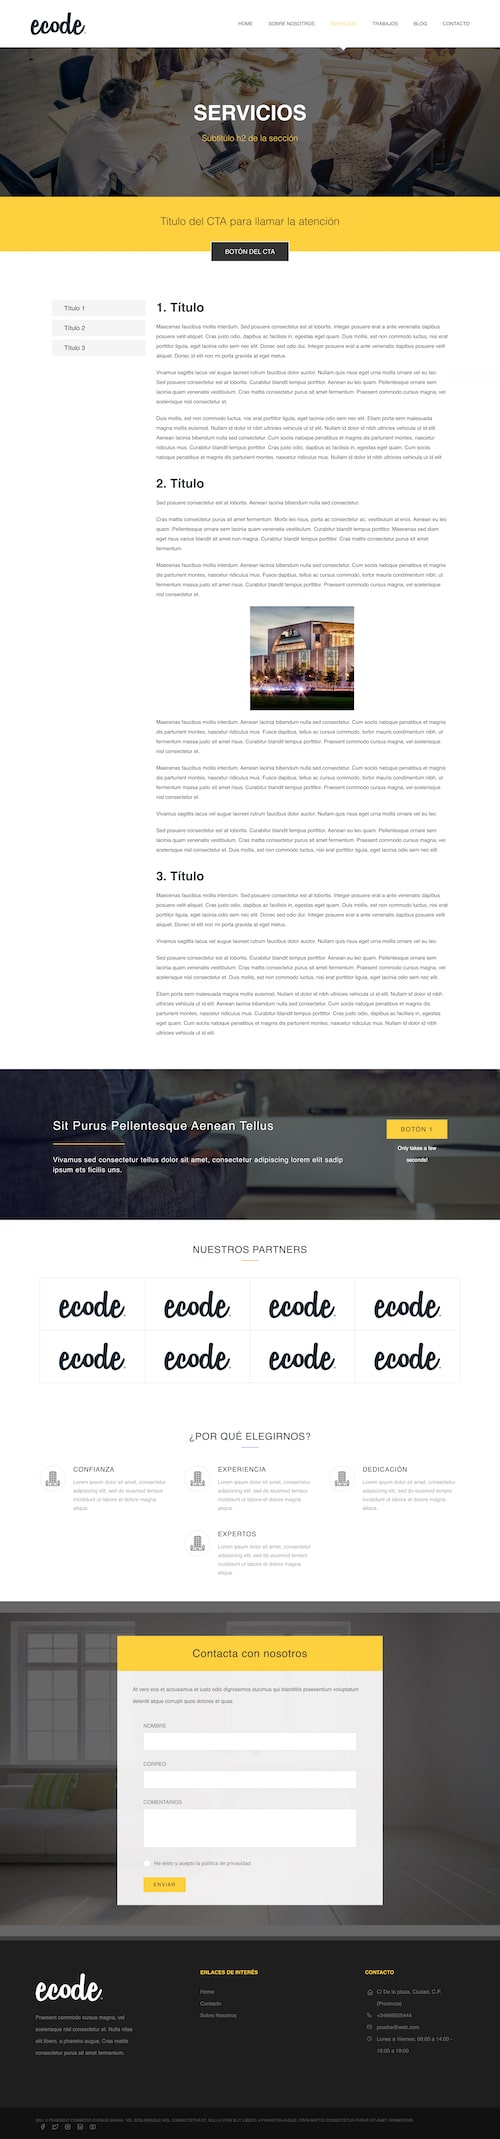 ecode
HOME SOBRE NOSOTROS SERVICIOS TRABAJOS BLOG CONTACTO
SERVICIOS
Subtítulo h2 de la sección
Titulo del CTA para llamar la atención
BOTÓN DEL CTA
Título 1
Título 2
Título 3
1. Título
Maecenas faucibus mollis interdum. Sed posuere consectetur est at lobortis. Integer posuere erat a ante venenatis dapibus
posuere velit aliquet. Cras justo odio, dapibus ac facilisis in, egestas eget quam. Duis mollis, est non commodo luctus, nisi erat
porttitor ligula, eget lacinia odio sem nec elit. Donec sed odio dui. Integer posuere erat a ante venenatis dapibus posuere velit
aliquet. Donec id elit non mi porta gravida at eget metus.
Vivamus sagittis lacus vel augue laoreet rutrum faucibus dolor auctor. Nullam quis risus eget urna mollis ornare vel eu leo.
Sed posuere consectetur est at lobortis. Curabitur blandit tempus porttitor. Aenean eu leo quam. Pellentesque ornare sem
lacinia quam venenatis vestibulum. Cras mattis consectetur purus sit amet fermentum. Praesent commodo cursus magna, vel
scelerisque nisl consectetur et.
Duis mollis, est non commodo luctus, nisi erat porttitor ligula, eget lacinia odio sem nec elit. Etiam porta sem malesuada
magna mollis euismod. Nullam id dolor id nibh ultricies vehicula ut id elit. Nullam id dolor id nibh ultricies vehicula ut id elit.
Aenean lacinia bibendum nulla sed consectetur. Cum sociis natoque penatibus et magnis dis parturient montes, nascetur
ridiculus mus. Curabitur blandit tempus porttitor. Cras justo odio, dapibus ac facilisis in, egestas eget quam. Cum sociis
natoque penatibus et magnis dis parturient montes, nascetur ridiculus mus. Nullam id dolor id nibh ultricies vehicula ut id elit.
2. Título
Sed posuere consectetur est at lobortis. Aenean lacinia bibendum nulla sed consectetur.
Cras mattis consectetur purus sit amet fermentum. Morbi leo risus, porta ac consectetur ac, vestibulum at eros. Aenean eu leo
quam. Pellentesque ornare sem lacinia quam venenatis vestibulum. Curabitur blandit tempus porttitor. Maecenas sed diam
eget risus varius blandit sit amet non magna. Curabitur blandit tempus porttitor. Cras mattis consectetur purus sit amet
fermentum.
Maecenas faucibus mollis interdum. Aenean lacinia bibendum nulla sed consectetur. Cum sociis natoque penatibus et magnis
dis parturient montes, nascetur ridiculus mus. Fusce dapibus, tellus ac cursus commodo, tortor mauris condimentum nibh, ut
fermentum massa justo sit amet risus. Curabitur blandit tempus porttitor. Praesent commodo cursus magna, vel scelerisque
nisl consectetur et.
Maecenas faucibus mollis interdum. Aenean lacinia bibendum nulla sed consectetur. Cum sociis natoque penatibus et magnis
dis parturient montes, nascetur ridiculus mus. Fusce dapibus, tellus ac cursus commodo, tortor mauris condimentum nibh, ut
fermentum massa justo sit amet risus. Curabitur blandit tempus porttitor. Praesent commodo cursus magna, vel scelerisque
nisl consectetur et.
Maecenas faucibus mollis interdum. Aenean lacinia bibendum nulla sed consectetur. Cum sociis natoque penatibus et magnis
dis parturient montes, nascetur ridiculus mus. Fusce dapibus, tellus ac cursus commodo, tortor mauris condimentum nibh, ut
fermentum massa justo sit amet risus. Curabitur blandit tempus porttitor. Praesent commodo cursus magna, vel scelerisque
nisl consectetur et.
Vivamus sagittis lacus vel augue laoreet rutrum faucibus dolor auctor. Nullam quis risus eget urna mollis ornare vel eu leo.
Sed posuere consectetur est at lobortis. Curabitur blandit tempus porttitor. Aenean eu leo quam. Pellentesque ornare sem
lacinia quam venenatis vestibulum. Cras mattis consectetur purus sit amet fermentum. Praesent commodo cursus magna, vel
scelerisque nisl consectetur et. Duis mollis, est non commodo luctus, nisi erat porttitor ligula, eget lacinia odio sem nec elit.
3. Título
Maecenas faucibus mollis interdum. Sed posuere consectetur est at lobortis. Integer posuere erat a ante venenatis dapibus
posuere velit aliquet. Cras justo odio, dapibus ac facilisis in, egestas eget quam. Duis mollis, est non commodo luctus, nisi erat
porttitor ligula, eget lacinia odio sem nec elit. Donec sed odio dui. Integer posuere erat a ante venenatis dapibus posuere velit
aliquet. Donec id elit non mi porta gravida at eget metus.
Vivamus sagittis lacus vel augue laoreet rutrum faucibus dolor auctor. Nullam quis risus eget urna mollis ornare vel eu leo.
Sed posuere consectetur est at lobortis. Curabitur blandit tempus porttitor. Aenean eu leo quam. Pellentesque ornare sem
lacinia quam venenatis vestibulum. Cras mattis consectetur purus sit amet fermentum. Praesent commodo cursus magna, vel
scelerisque nisl consectetur et. Duis mollis, est non commodo luctus, nisi erat porttitor ligula, eget lacinia odio sem nec elit.
Etiam porta sem malesuada magna mollis euismod. Nullam id dolor id nibh ultricies vehicula ut id elit. Nullam id dolor id nibh
ultricies vehicula ut id elit. Aenean lacinia bibendum nulla sed consectetur. Cum sociis natoque penatibus et magnis dis parturient
montes, nascetur ridiculus mus. Curabitur blandit tempus porttitor. Cras justo odio, dapibus ac facilisis in, egestas
eget quam. Cum sociis natoque penatibus et magnis dis parturient montes, nascetur ridiculus mus. Nullam id dolor id nibh
ultricies vehicula ut id elit.
Sit Purus Pellentesque Aenean Tellus
Vivamus sed consectetur tellus dolor sit amet, consectetur adipiscing lorem elit sadip
ipsum ets ficilis uns.
BOTÓN 1
Only takes a few
seconds!
NUESTROS PARTNERS
ecode ecode ecode ecode
ecode ecode ecode ecode
¿POR QUÉ ELEGIRNOS?
CONFIANZA
Lorem ipsum dolor sit amet, consectetur
adipisicing elit, sed do eiusmod tempor
incididunt ut labore et dolore magna
aliqua.
EXPERIENCIA
Lorem ipsum dolor sit amet, consectetur
adipisicing elit, sed do eiusmod tempor
incididunt ut labore et dolore magna
aliqua.
DEDICACIÓN
Lorem ipsum dolor sit amet, consectetur
adipisicing elit, sed do eiusmod tempor
incididunt ut labore et dolore magna
aliqua.
EXPERTOS
Lorem ipsum dolor sit amet, consectetur
adipisicing elit, sed do eiusmod tempor
incididunt ut labore et dolore magna
aliqua.
Contacta con nosotros
At vero eos et accusamus et iusto odio dignissimos ducimus qui blanditiis praesentium voluptatum
deleniti atque corrupti quos dolores et quas.
NOMBRE
CORREO
COMENTARIOS
He leído y acepto la política de privacidad
ENVIAR
ecode
Praesent commodo cursus magna, vel
scelerisque nisl consectetur et. Nulla vitae
elit libero, a pharetra augue. Cras mattis
consectetur purus sit amet fermentum.
ENLACES DE INTERÉS
Home
Contacto
Sobre Nosotros
CONTACTO
C/ De la plaza, Ciudad, C.P.
(Provincia)
+34666555444
prueba@web.com
Lunes a Viernes: 08:00 a 14:00 -
16:00 a 19:00